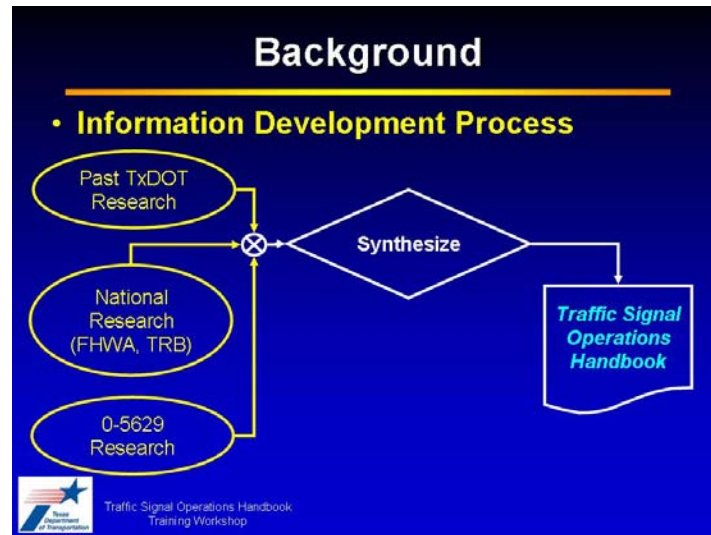 Background
• Information Development Process
Past TxDOT
Research
National
Research
(FHWA, TRB)
0-5629
Research
Synthesize
Traffic Signal
Operations
Handbook
Texas
Department
of Transportation
Traffic Signal Operations Handbook
Training Workshop